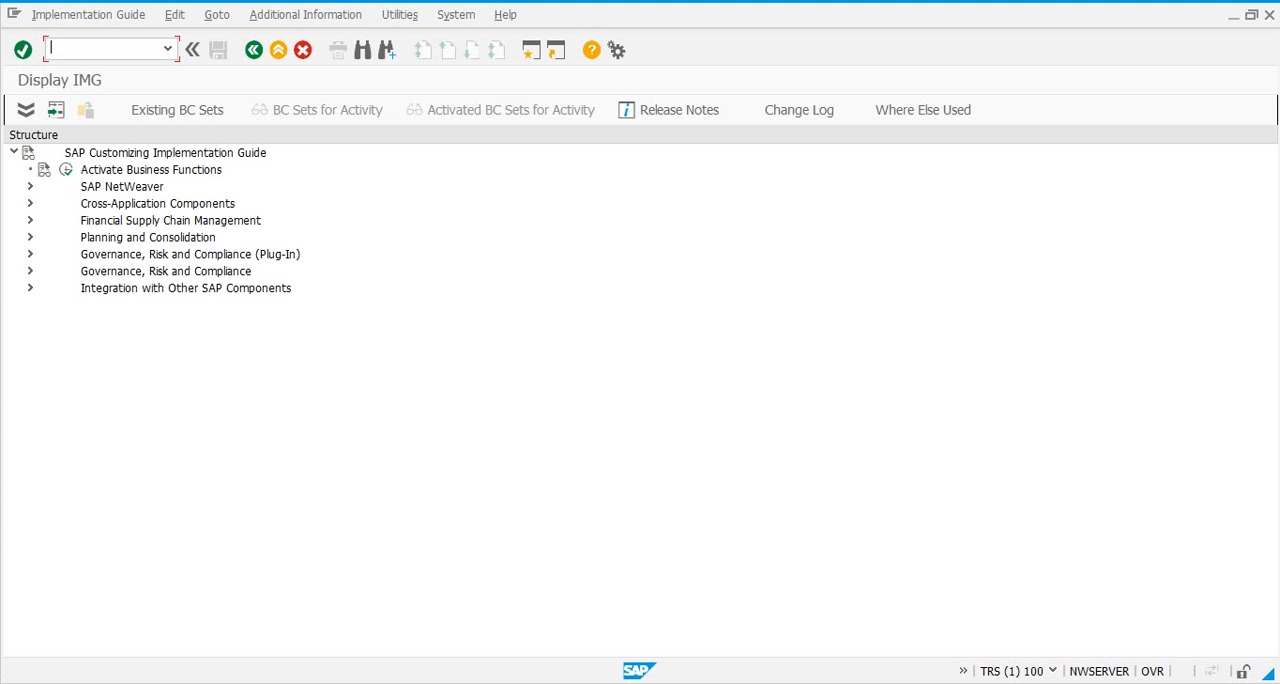 Implementation Guide Edit Goto Additional Information Utilities System Help
Display IMG
Existing BC Sets BC Sets for Activity Activated BC Sets for Activity Release Notes Change Log Where Else Used
Structure
SAP Customizing Implementation Guide
Activate Business Functions
SAP NetWeaver
Cross-Application Components
Financial Supply Chain Management
Planning and Consolidation
Governance, Risk and Compliance (Plug-In)
Governance, Risk and Compliance
Integration with Other SAP Components
SAP TRS (1) 100 NWSERVER OVR